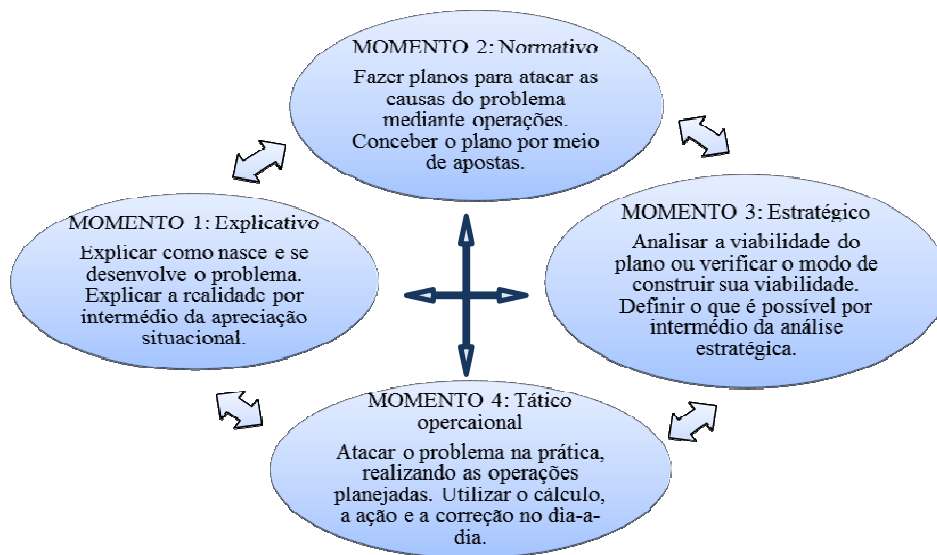 MOMENTO 2: Normativo
Fazer planos para atacar as
causas do problema
mediante operações.
Conceber o plano por meio
de apostas.
MOMENTO 1: Explicativo
Explicar como nasce e se
desenvolve o problema.
Explicar a realidade por
intermédio da apreciação
situacional.
MOMENTO 3: Estratégico
Analisar a viabilidade do
plano ou verificar o modo de
construir sua viabilidade.
Definir o que é possível por
intermédio da análise
estratégica.
MOMENTO 4: Tático
opercaional
Atacar o problema na prática,
realizando as operações
planejadas. Utilizar o cálculo,
a ação e a correção no dia-a-
dia.